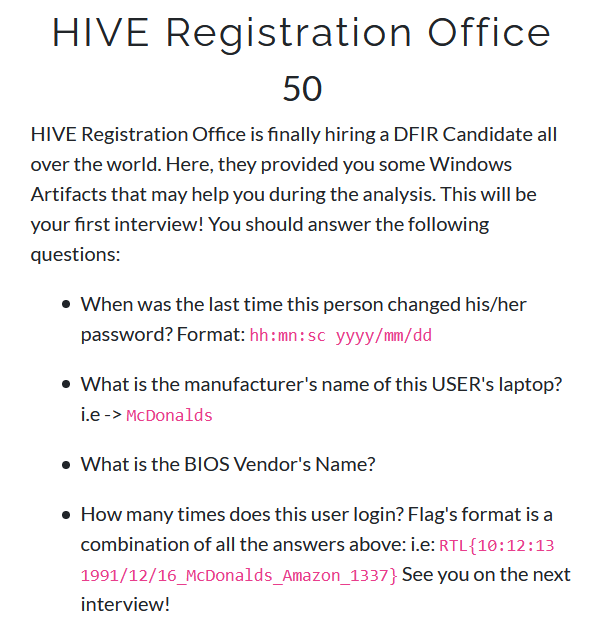 HIVE Registration Office
50
HIVE Registration Office is finally hiring a DFIR Candidate all
over the world. Here, they provided you some Windows
Artifacts that may help you during the analysis. This will be
your first interview! You should answer the following
questions:
• When was the last time this person changed his/her
password? Format: hh:mn:sc yyyy/mm/dd
• What is the manufacturer's name of this USER's laptop?
i.e -> McDonalds
• What is the BIOS Vendor's Name?
• How many times does this user login? Flag's format is a
combination of all the answers above: i.e: RTL{10:12:13
1991/12/16_McDonalds_Amazon_1337} See you on the next
interview!